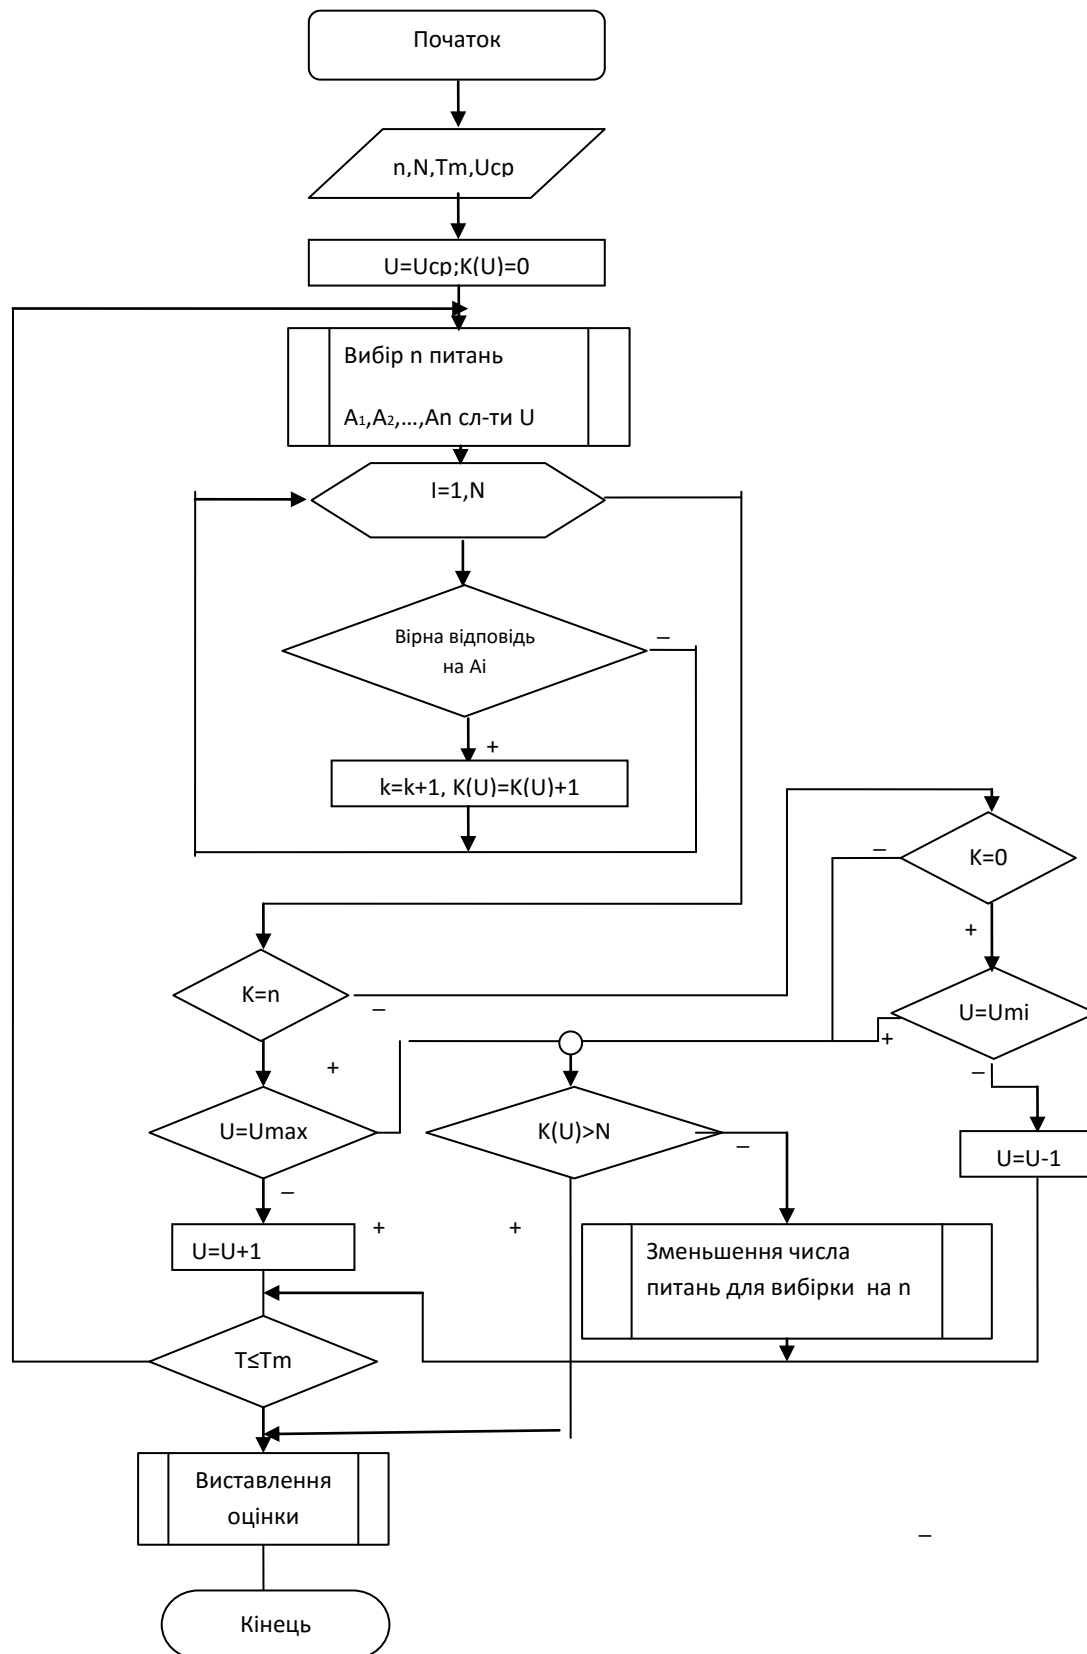 Початок
n,N,Tm,Ucp
U=Ucp;K(U)=0
Вибір n питань
A₁,A₂,...,An сл-ти U
I=1,N
Вірна відповідь
на Ai
–
+
k=k+1, K(U)=K(U)+1
K=0
–
+
K=n
–
U=Umi
+
+
–
U=Umax
K(U)>N
–
U=U-1
–
U=U+1
+
+
Зменьшення числа
питань для вибірки на n
T≤Tm
Виставлення
оцінки
–
Кінець